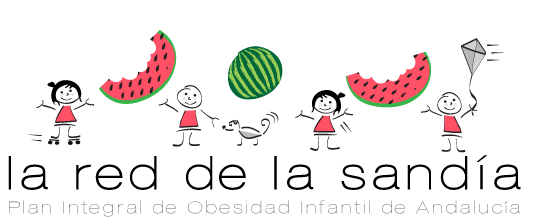 la red de la sandía
Plan Integral de Obesidad Infantil de Andalucía